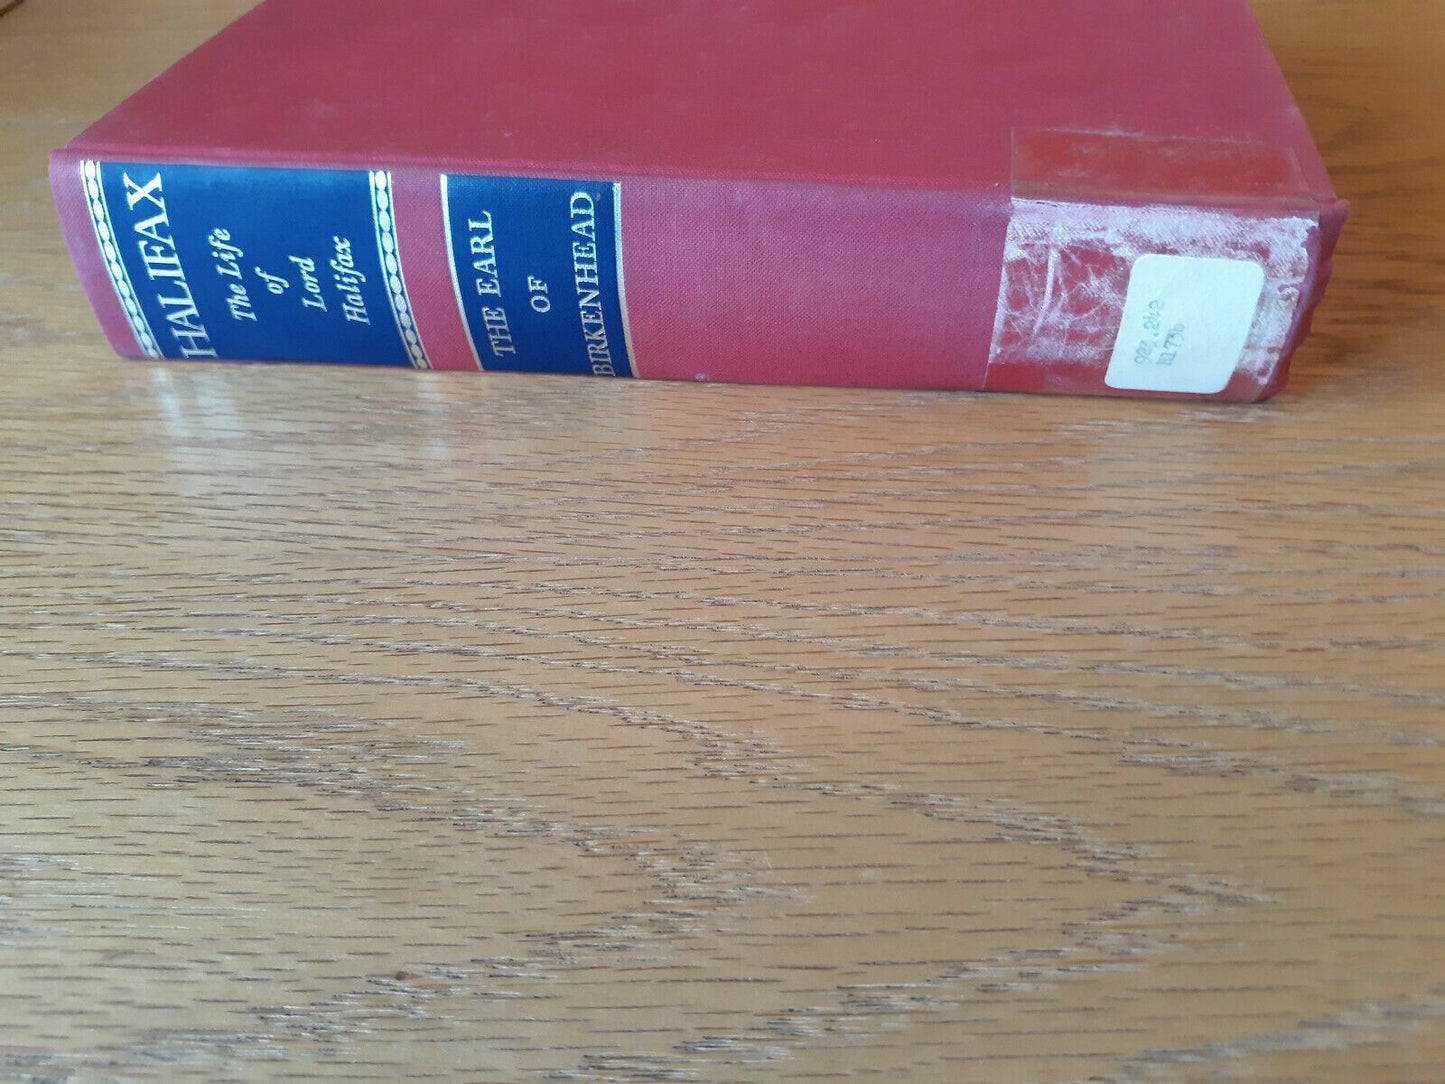 HALIFAX
The Life
of
Lord
Halifax
THE EARL
OF
BIRKENHEAD